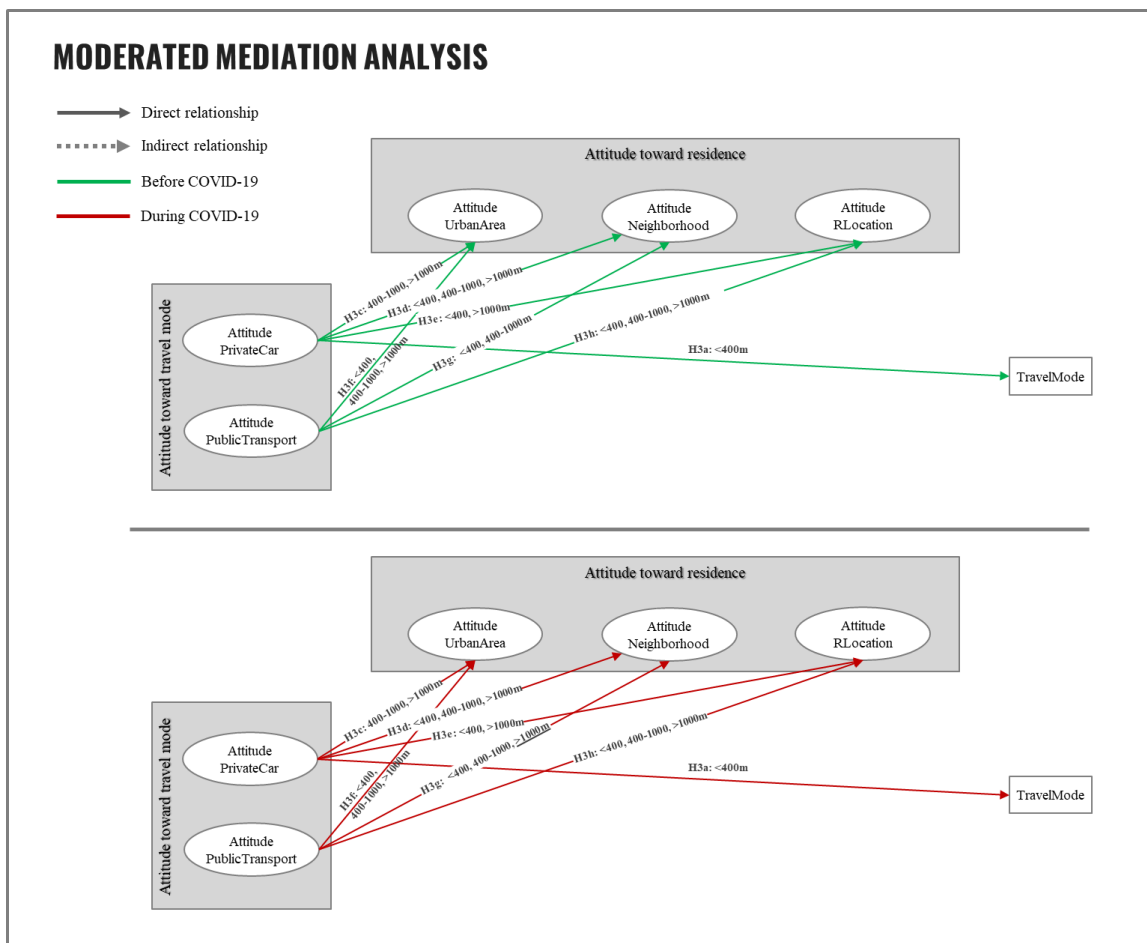 MODERATED MEDIATION ANALYSIS
Direct relationship
Indirect relationship
Before COVID-19
During COVID-19
Attitude toward residence
Attitude
UrbanArea
Attitude
Neighborhood
Attitude
RLocation
Attitude toward travel mode
Attitude
PrivateCar
Attitude
PublicTransport
H3c: 400-1000, >1000m
H3d: <400, 400-1000, >1000m
H3e: <400, >1000m
H3f: <400,
400-1000, >1000m
H3g: <400, 400-1000m
H3h: <400, 400-1000, >1000m
H3a: <400m
TravelMode
Attitude toward residence
Attitude
UrbanArea
Attitude
Neighborhood
Attitude
RLocation
Attitude toward travel mode
Attitude
PrivateCar
Attitude
PublicTransport
H3c: 400-1000, >1000m
H3d: <400, 400-1000, >1000m
H3e: <400, >1000m
H3f: <400,
400-1000, >1000m
H3g: <400, 400-1000, >1000m
H3h: <400, 400-1000, >1000m
H3a: <400m
TravelMode